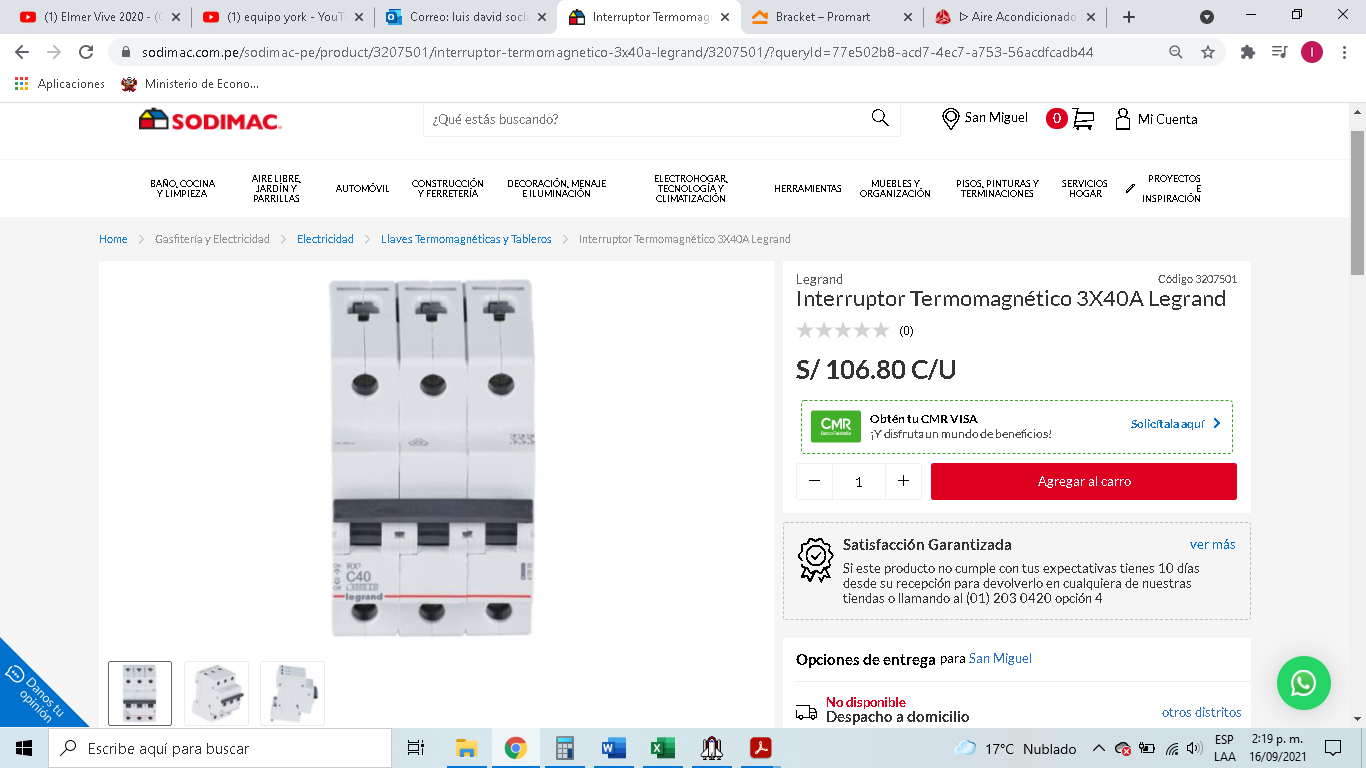 (1) Elmer Vive 2020 - (C
(1) equipo york - YouT
Correo: luis david socla
Interruptor Termomag
Bracket – Promart
ᐅ Aire Acondicionado
sodimac.com.pe/sodimac-pe/product/3207501/interruptor-termomagnetico-3x40a-legrand/3207501/?queryId=77e502b8-acd7-4ec7-a753-56acdfcadb44
I
Aplicaciones
Ministerio de Econo...
SODIMAC
¿Qué estás buscando?
San Miguel
0
Mi Cuenta
BAÑO, COCINA
Y LIMPIEZA
AIRE LIBRE,
JARDÍN Y
PARRILLAS
AUTOMÓVIL
CONSTRUCCIÓN
Y FERRETERÍA
DECORACIÓN, MENAJE
E ILUMINACIÓN
ELECTROHOGAR,
TECNOLOGÍA Y
CLIMATIZACIÓN
HERRAMIENTAS
MUEBLES Y
ORGANIZACIÓN
PISOS, PINTURAS Y
TERMINACIONES
SERVICIOS
HOGAR
PROYECTOS
E
INSPIRACIÓN
Home
Gasfitería y Electricidad
Electricidad
Llaves Termomagnéticas y Tableros
Interruptor Termomagnético 3X40A Legrand
RX³
C40
legrand
Legrand
Código 3207501
Interruptor Termomagnético 3X40A Legrand
(0)
S/ 106.80 C/U
CMR
Obtén tu CMR VISA
¡Y disfruta un mundo de beneficios!
Solicítala aquí
1
Agregar al carro
Satisfacción Garantizada
ver más
Si este producto no cumple con tus expectativas tienes 10 días
desde su recepción para devolverlo en cualquiera de nuestras
tiendas o llamando al (01) 203 0420 opción 4
Opciones de entrega para San Miguel
No disponible
Despacho a domicilio
otros distritos
Danos tu
opinión
Escribe aquí para buscar
17°C Nublado
ESP
LAA
2:19 p. m.
16/09/2021